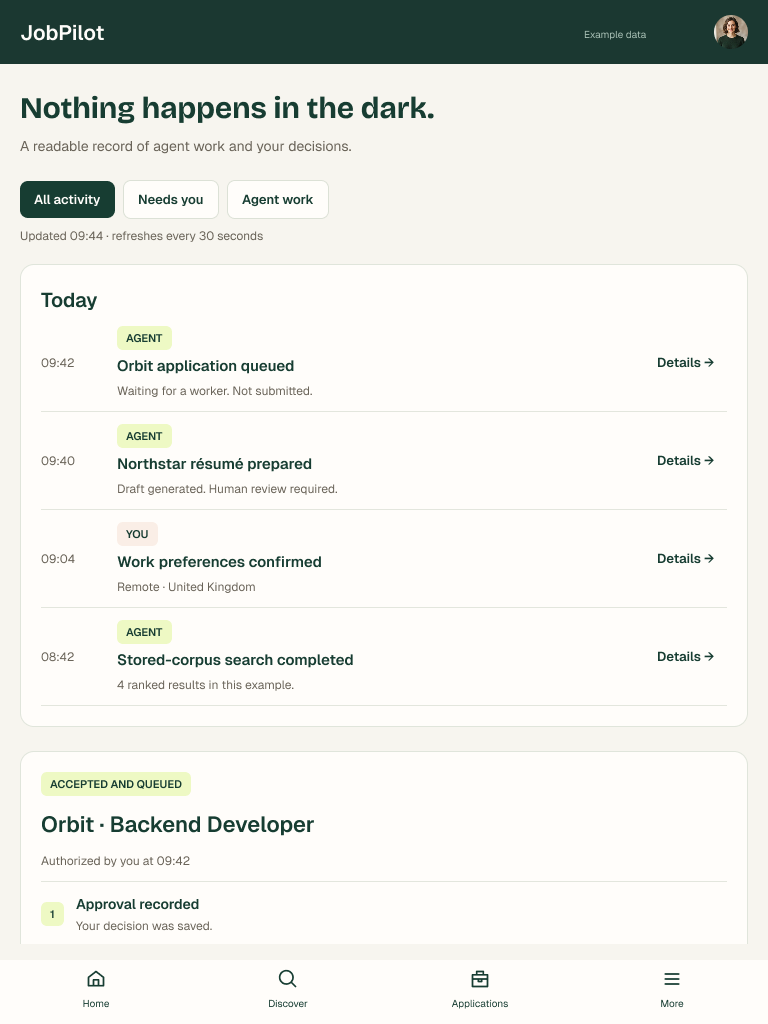 JobPilot
Example data
Nothing happens in the dark.
A readable record of agent work and your decisions.
All activity
Needs you
Agent work
Updated 09:44 · refreshes every 30 seconds
Today
AGENT
09:42
Orbit application queued
Details →
Waiting for a worker. Not submitted.
AGENT
09:40
Northstar résumé prepared
Details →
Draft generated. Human review required.
YOU
09:04
Work preferences confirmed
Details →
Remote · United Kingdom
AGENT
08:42
Stored-corpus search completed
Details →
4 ranked results in this example.
ACCEPTED AND QUEUED
Orbit · Backend Developer
Authorized by you at 09:42
1
Approval recorded
Your decision was saved.
Home
Discover
Applications
More